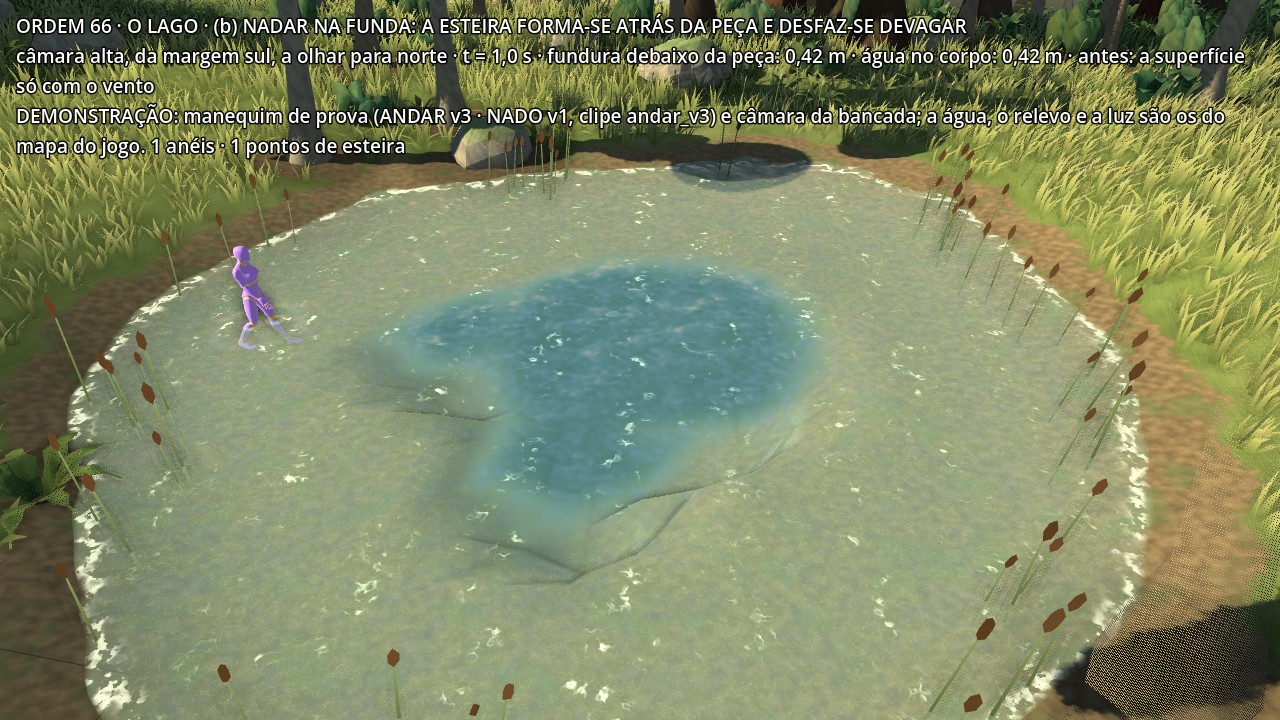 ORDEM 66 · O LAGO · (b) NADAR NA FUNDA: A ESTEIRA FORMA-SE ATRÁS DA PEÇA E DESFAZ-SE DEVAGAR
câmara alta, da margem sul, a olhar para norte · t = 1,0 s · fundura debaixo da peça: 0,42 m · água no corpo: 0,42 m · antes: a superfície
só com o vento
DEMONSTRAÇÃO: manequim de prova (ANDAR v3 · NADO v1, clipe andar_v3) e câmara da bancada; a água, o relevo e a luz são os do
mapa do jogo. 1 anéis · 1 pontos de esteira